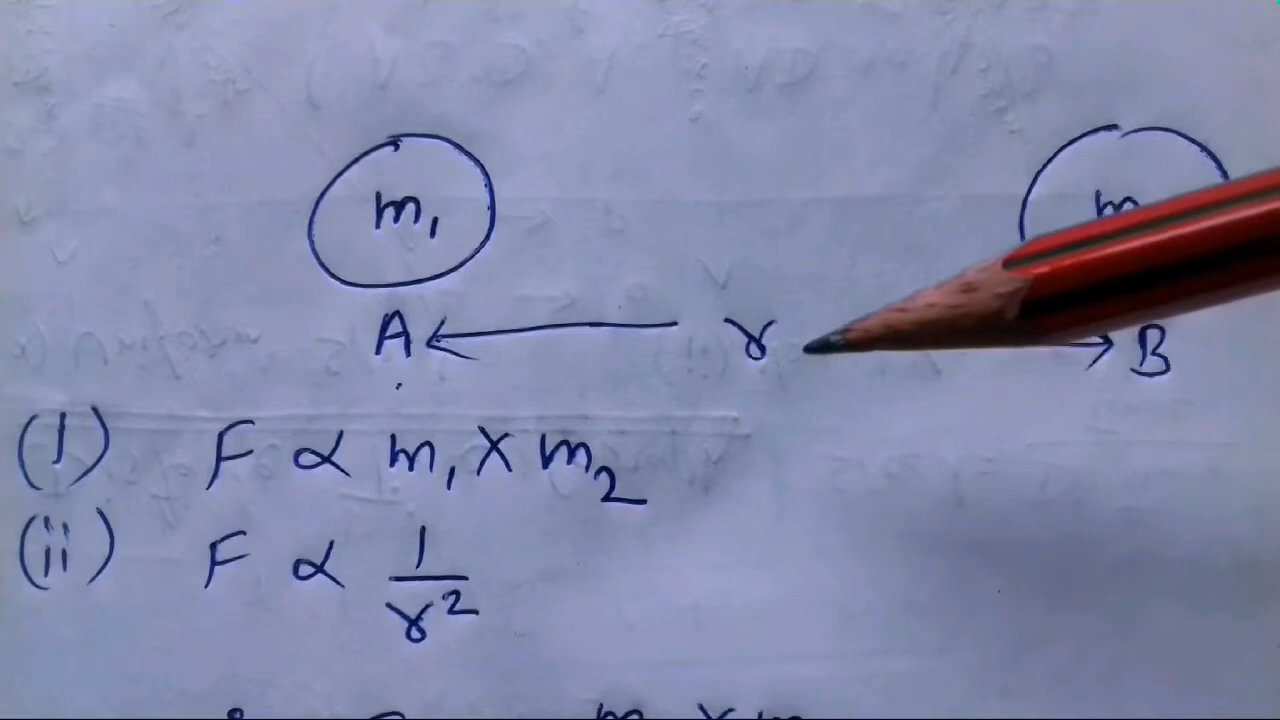 m₁ m
A r B
(I) F ∝ m₁ × m₂
(ii) F ∝ 1/r²